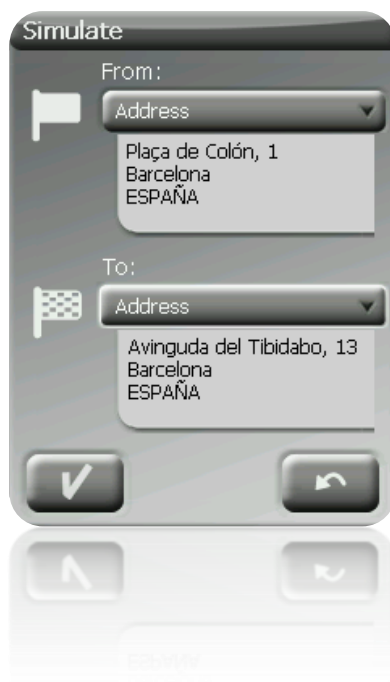 Simulate
From:
Address
Plaça de Colón, 1
Barcelona
ESPAÑA
To:
Address
Avinguda del Tibidabo, 13
Barcelona
ESPAÑA